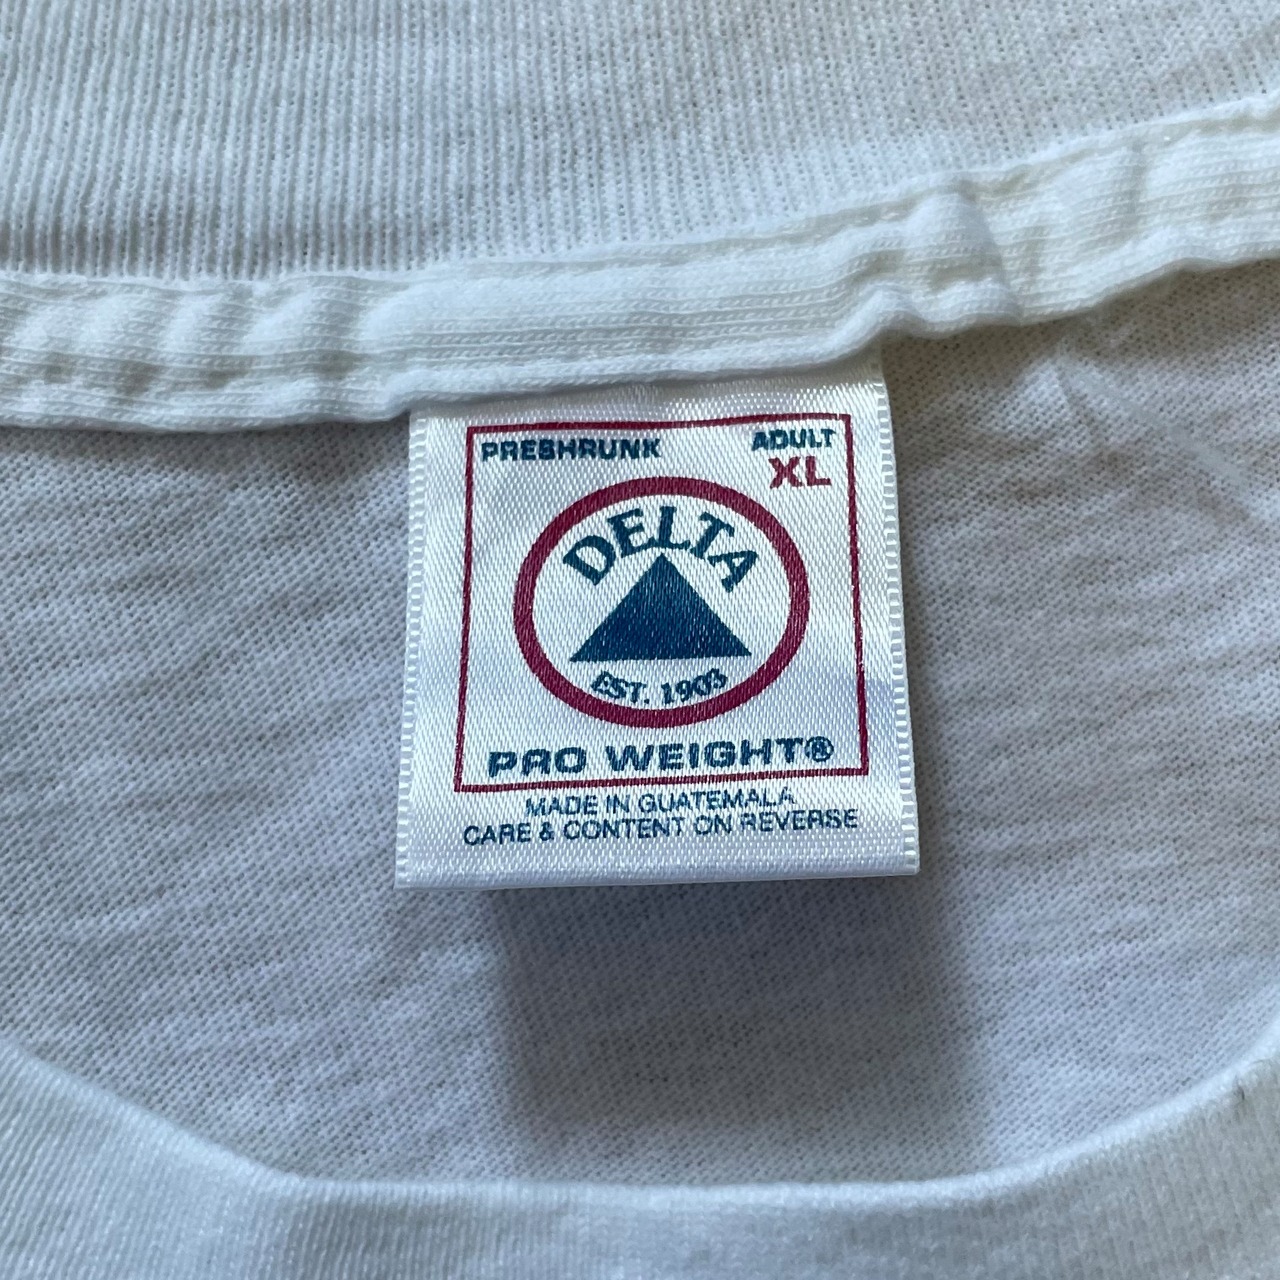 PRESHRUNK ADULT
XL
DELTA
EST. 1903
PRO WEIGHT®
MADE IN GUATEMALA
CARE & CONTENT ON REVERSE